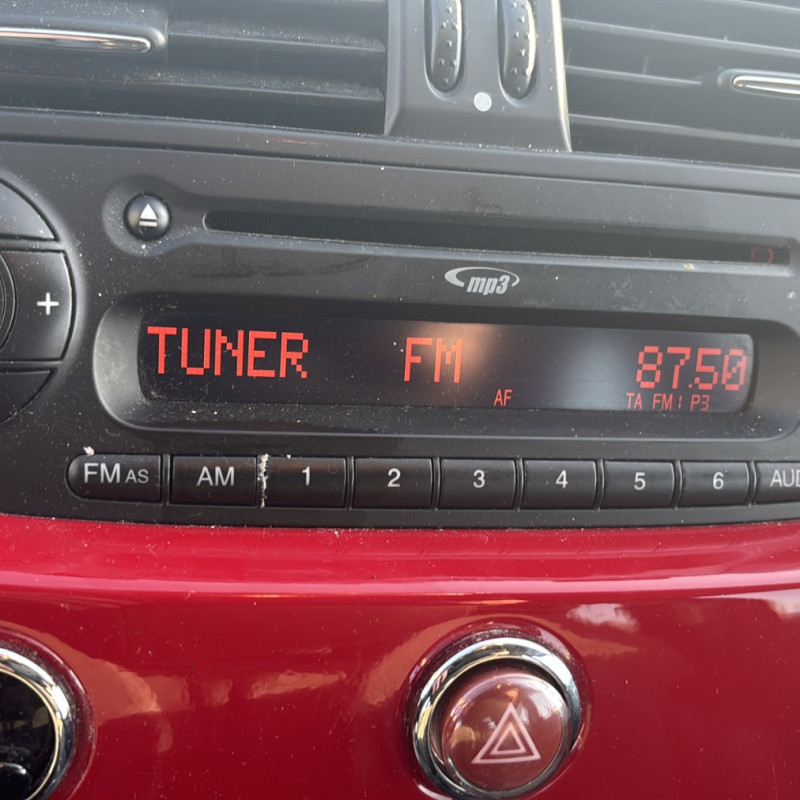 mp3
TUNER FM 87.50
AF TA FM1 P3
FM AS AM 1 2 3 4 5 6 AUD
+